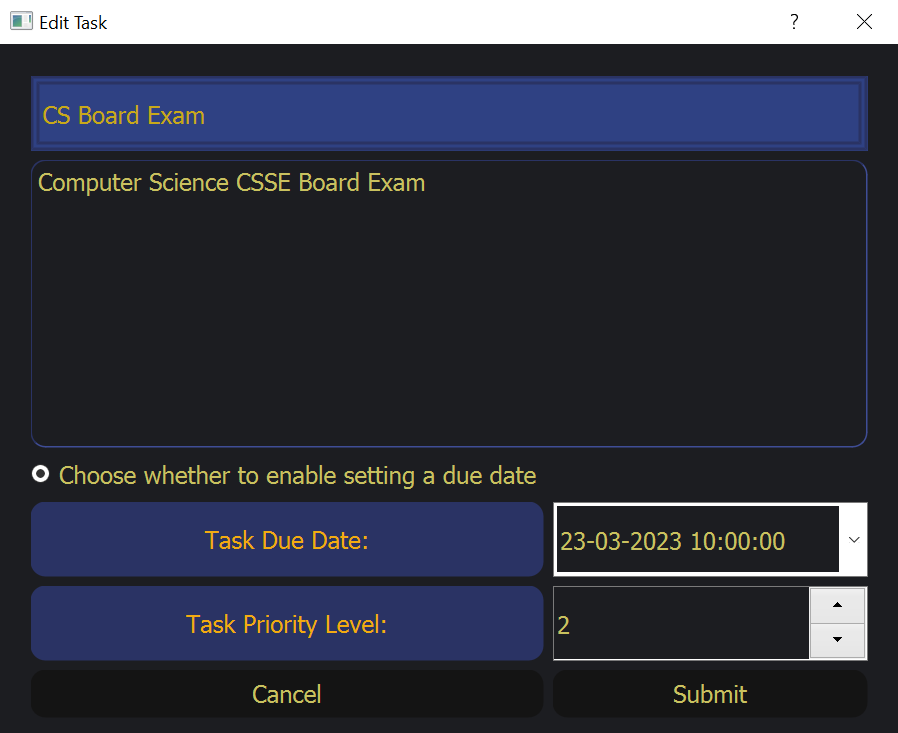 Edit Task
?
CS Board Exam
Computer Science CSSE Board Exam
Choose whether to enable setting a due date
Task Due Date: 23-03-2023 10:00:00
Task Priority Level: 2
Cancel Submit